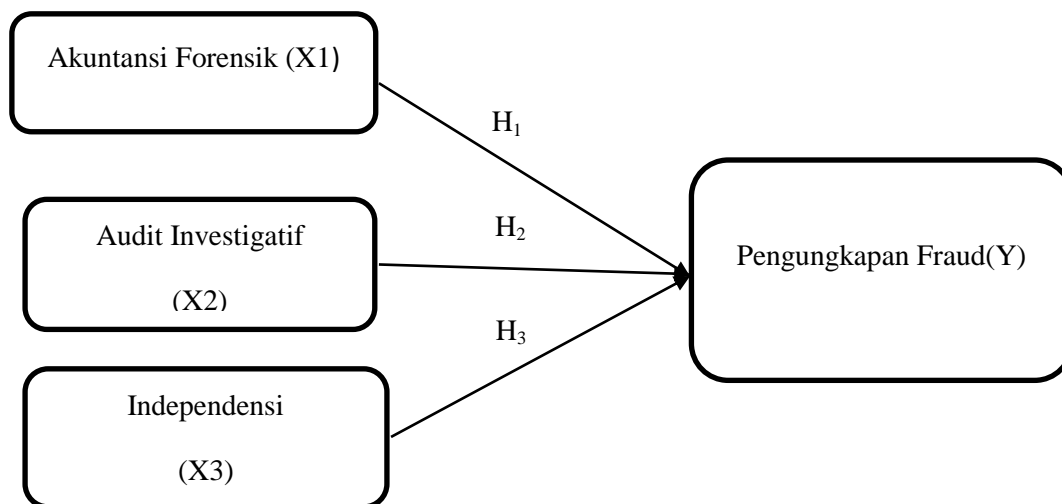 Akuntansi Forensik (X1)
H₁
Audit Investigatif
(X2)
H₂
Pengungkapan Fraud(Y)
H₃
Independensi
(X3)